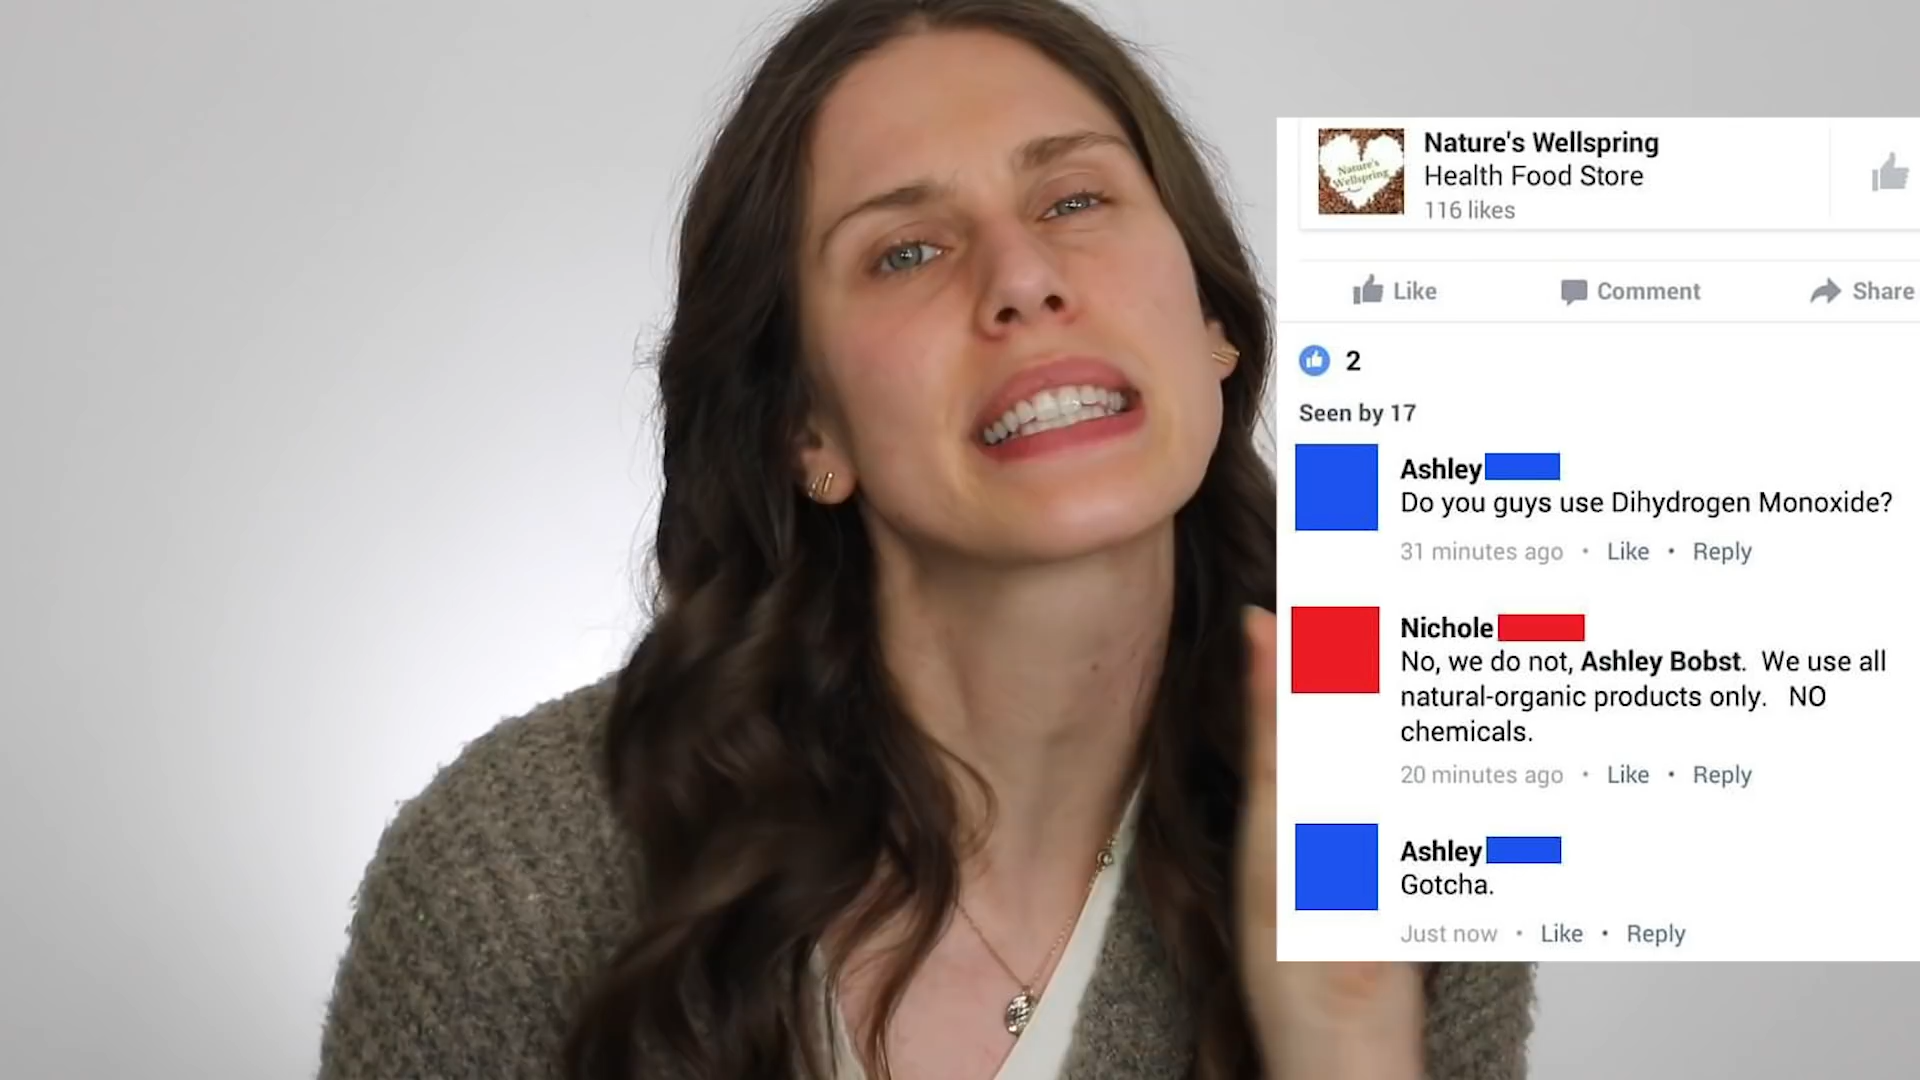 Nature's Wellspring
Nature's
Wellspring
Health Food Store
116 likes
Like Comment Share
2
Seen by 17
Ashley
Do you guys use Dihydrogen Monoxide?
31 minutes ago • Like • Reply
Nichole
No, we do not, Ashley Bobst. We use all
natural-organic products only. NO
chemicals.
20 minutes ago • Like • Reply
Ashley
Gotcha.
Just now • Like • Reply